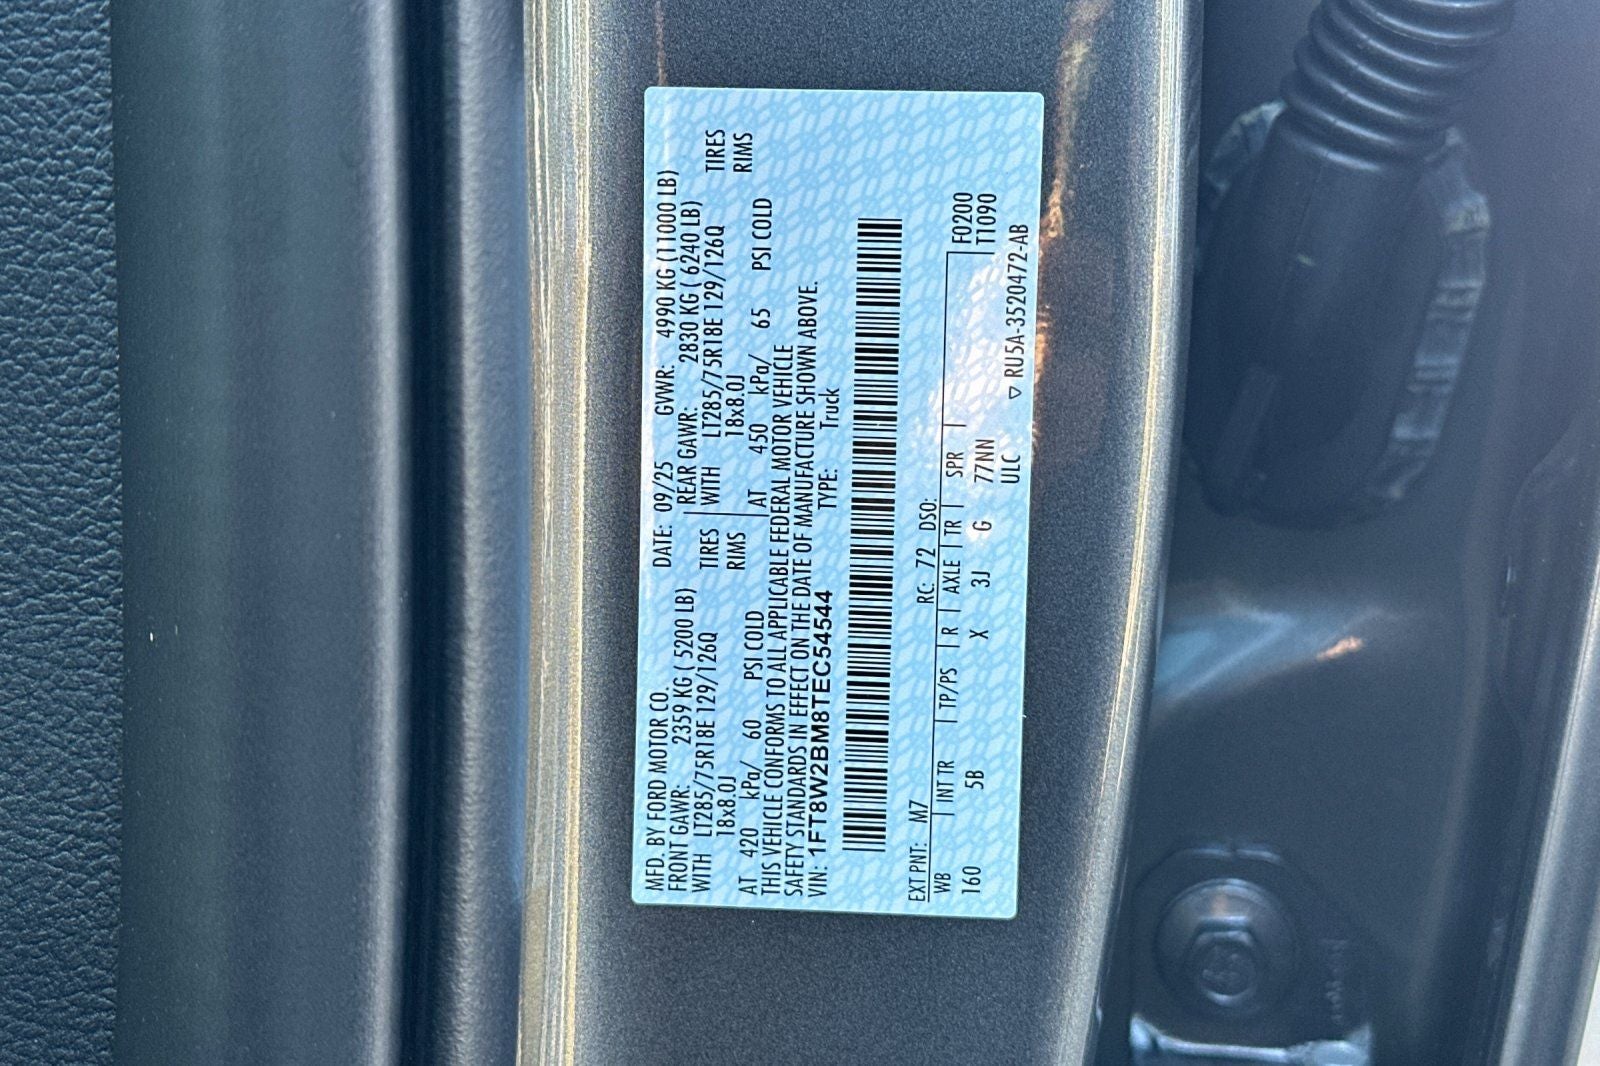 MFD. BY FORD MOTOR CO. DATE: 09/25 GVWR: 4990 KG (11000 LB)
FRONT GAWR: 2359 KG ( 5200 LB) REAR GAWR: 2830 KG ( 6240 LB)
WITH LT285/75R18E 129/126Q TIRES WITH LT285/75R18E 129/126Q TIRES
18x8.0J RIMS 18x8.0J RIMS
AT 420 kPa/ 60 PSI COLD AT 450 kPa/ 65 PSI COLD
THIS VEHICLE CONFORMS TO ALL APPLICABLE FEDERAL MOTOR VEHICLE
SAFETY STANDARDS IN EFFECT ON THE DATE OF MANUFACTURE SHOWN ABOVE.
VIN: 1FT8W2BM8TEC54544 TYPE: Truck
EXT PNT: M7 RC: 72 DSO:
WB INT TR TP/PS R AXLE TR SPR F0200
160 5B X 3J G 77NN T1090
ULC ▽ RU5A-3520472-AB